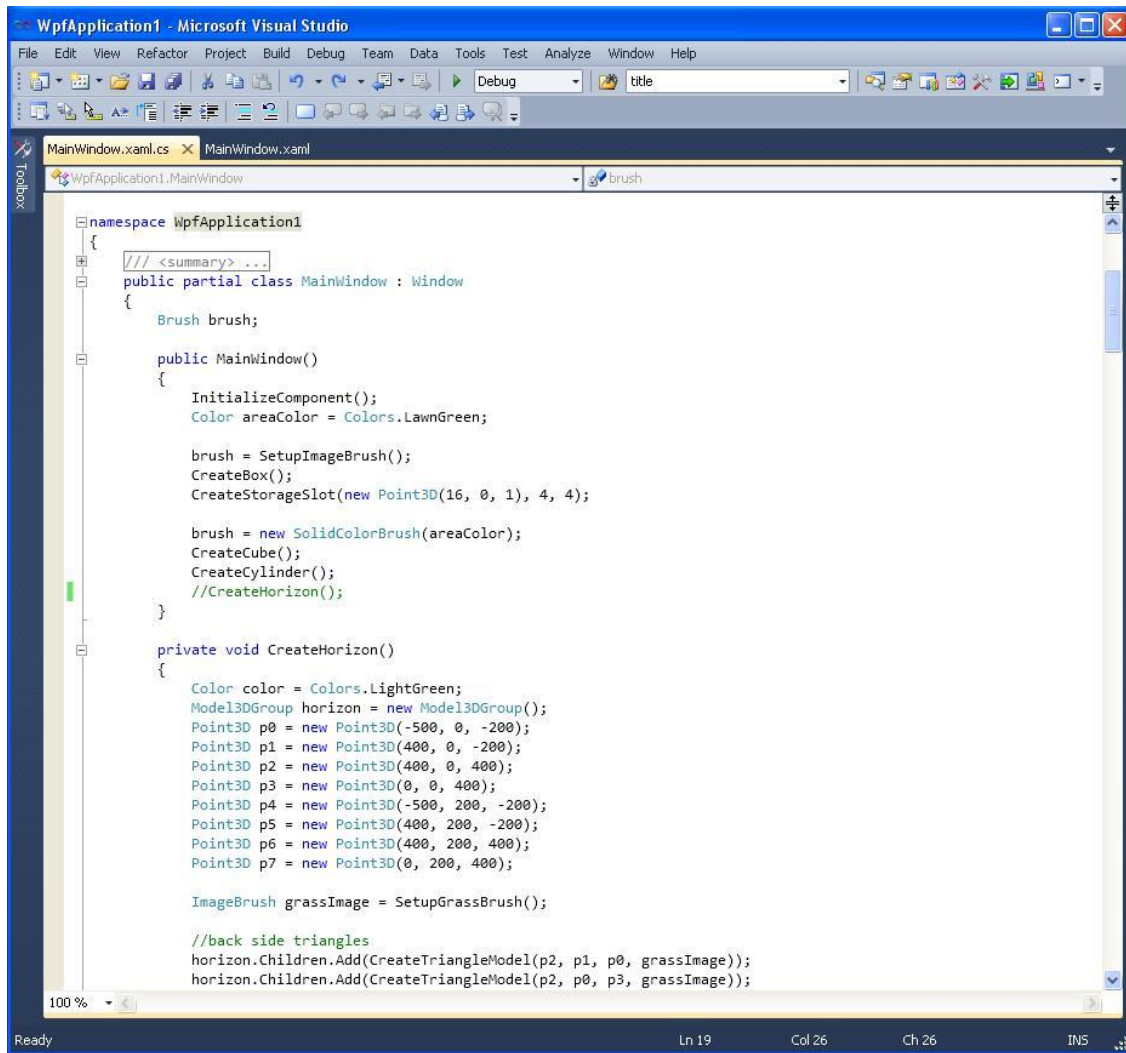 WpfApplication1 - Microsoft Visual Studio
File Edit View Refactor Project Build Debug Team Data Tools Test Analyze Window Help
Debug title
MainWindow.xaml.cs MainWindow.xaml
Toolbox
WpfApplication1.MainWindow brush
namespace WpfApplication1
{
/// <summary> ...
public partial class MainWindow : Window
{
Brush brush;
public MainWindow()
{
InitializeComponent();
Color areaColor = Colors.LawnGreen;
brush = SetupImageBrush();
CreateBox();
CreateStorageSlot(new Point3D(16, 0, 1), 4, 4);
brush = new SolidColorBrush(areaColor);
CreateCube();
CreateCylinder();
//CreateHorizon();
}
private void CreateHorizon()
{
Color color = Colors.LightGreen;
Model3DGroup horizon = new Model3DGroup();
Point3D p0 = new Point3D(-500, 0, -200);
Point3D p1 = new Point3D(400, 0, -200);
Point3D p2 = new Point3D(400, 0, 400);
Point3D p3 = new Point3D(0, 0, 400);
Point3D p4 = new Point3D(-500, 200, -200);
Point3D p5 = new Point3D(400, 200, -200);
Point3D p6 = new Point3D(400, 200, 400);
Point3D p7 = new Point3D(0, 200, 400);
ImageBrush grassImage = SetupGrassBrush();
//back side triangles
horizon.Children.Add(CreateTriangleModel(p2, p1, p0, grassImage));
horizon.Children.Add(CreateTriangleModel(p2, p0, p3, grassImage));
100 %
Ready Ln 19 Col 26 Ch 26 INS